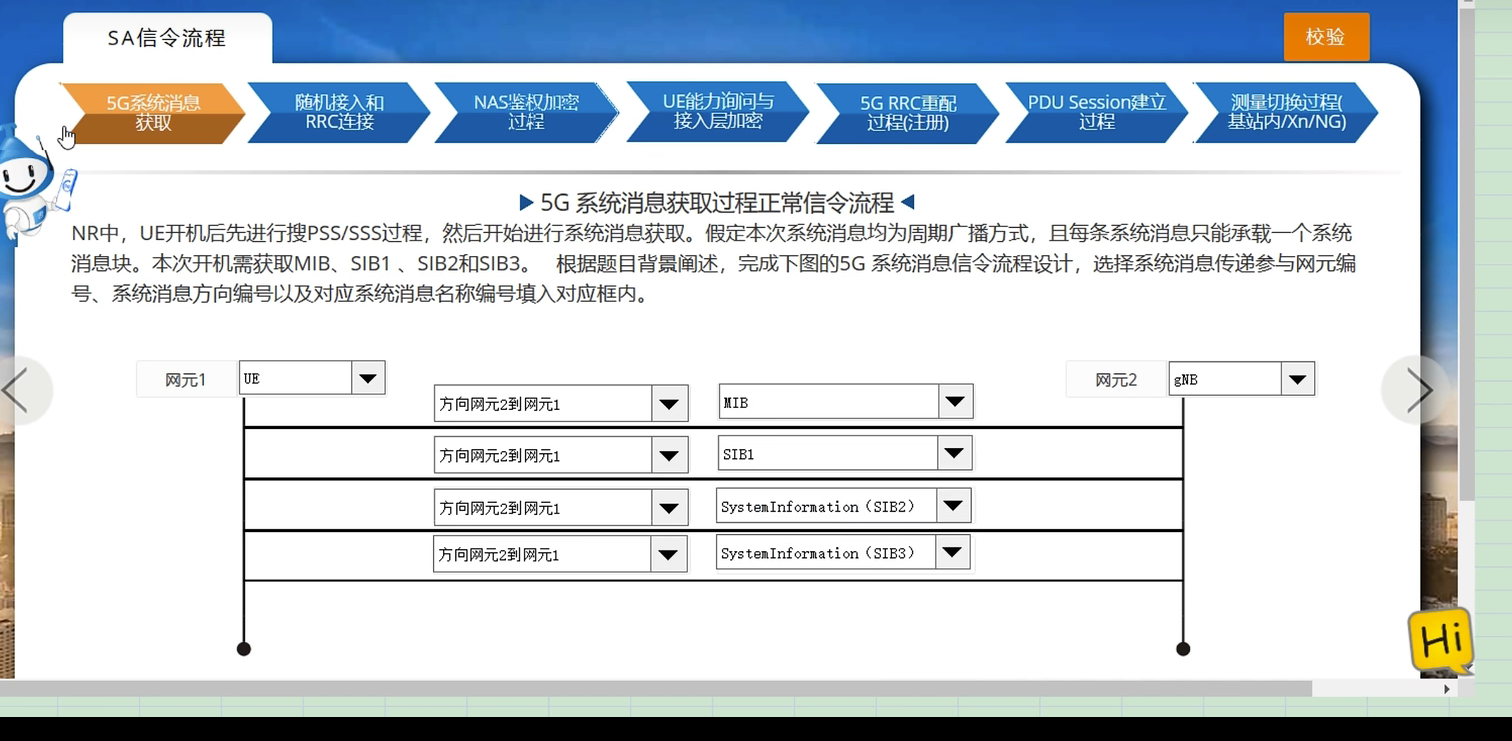 SA信令流程
校验
5G系统消息
获取
随机接入和
RRC连接
NAS鉴权加密
过程
UE能力询问与
接入层加密
5G RRC重配
过程(注册)
PDU Session建立
过程
测量切换过程(
基站内/Xn/NG)
5G 系统消息获取过程正常信令流程
NR中，UE开机后先进行搜PSS/SSS过程，然后开始进行系统消息获取。假定本次系统消息均为周期广播方式，且每条系统消息只能承载一个系统
消息块。本次开机需获取MIB、SIB1 、SIB2和SIB3。 根据题目背景阐述，完成下图的5G 系统消息信令流程设计，选择系统消息传递参与网元编
号、系统消息方向编号以及对应系统消息名称编号填入对应框内。
网元1 UE
网元2 gNB
方向网元2到网元1 MIB
方向网元2到网元1 SIB1
方向网元2到网元1 SystemInformation（SIB2）
方向网元2到网元1 SystemInformation（SIB3）
Hi